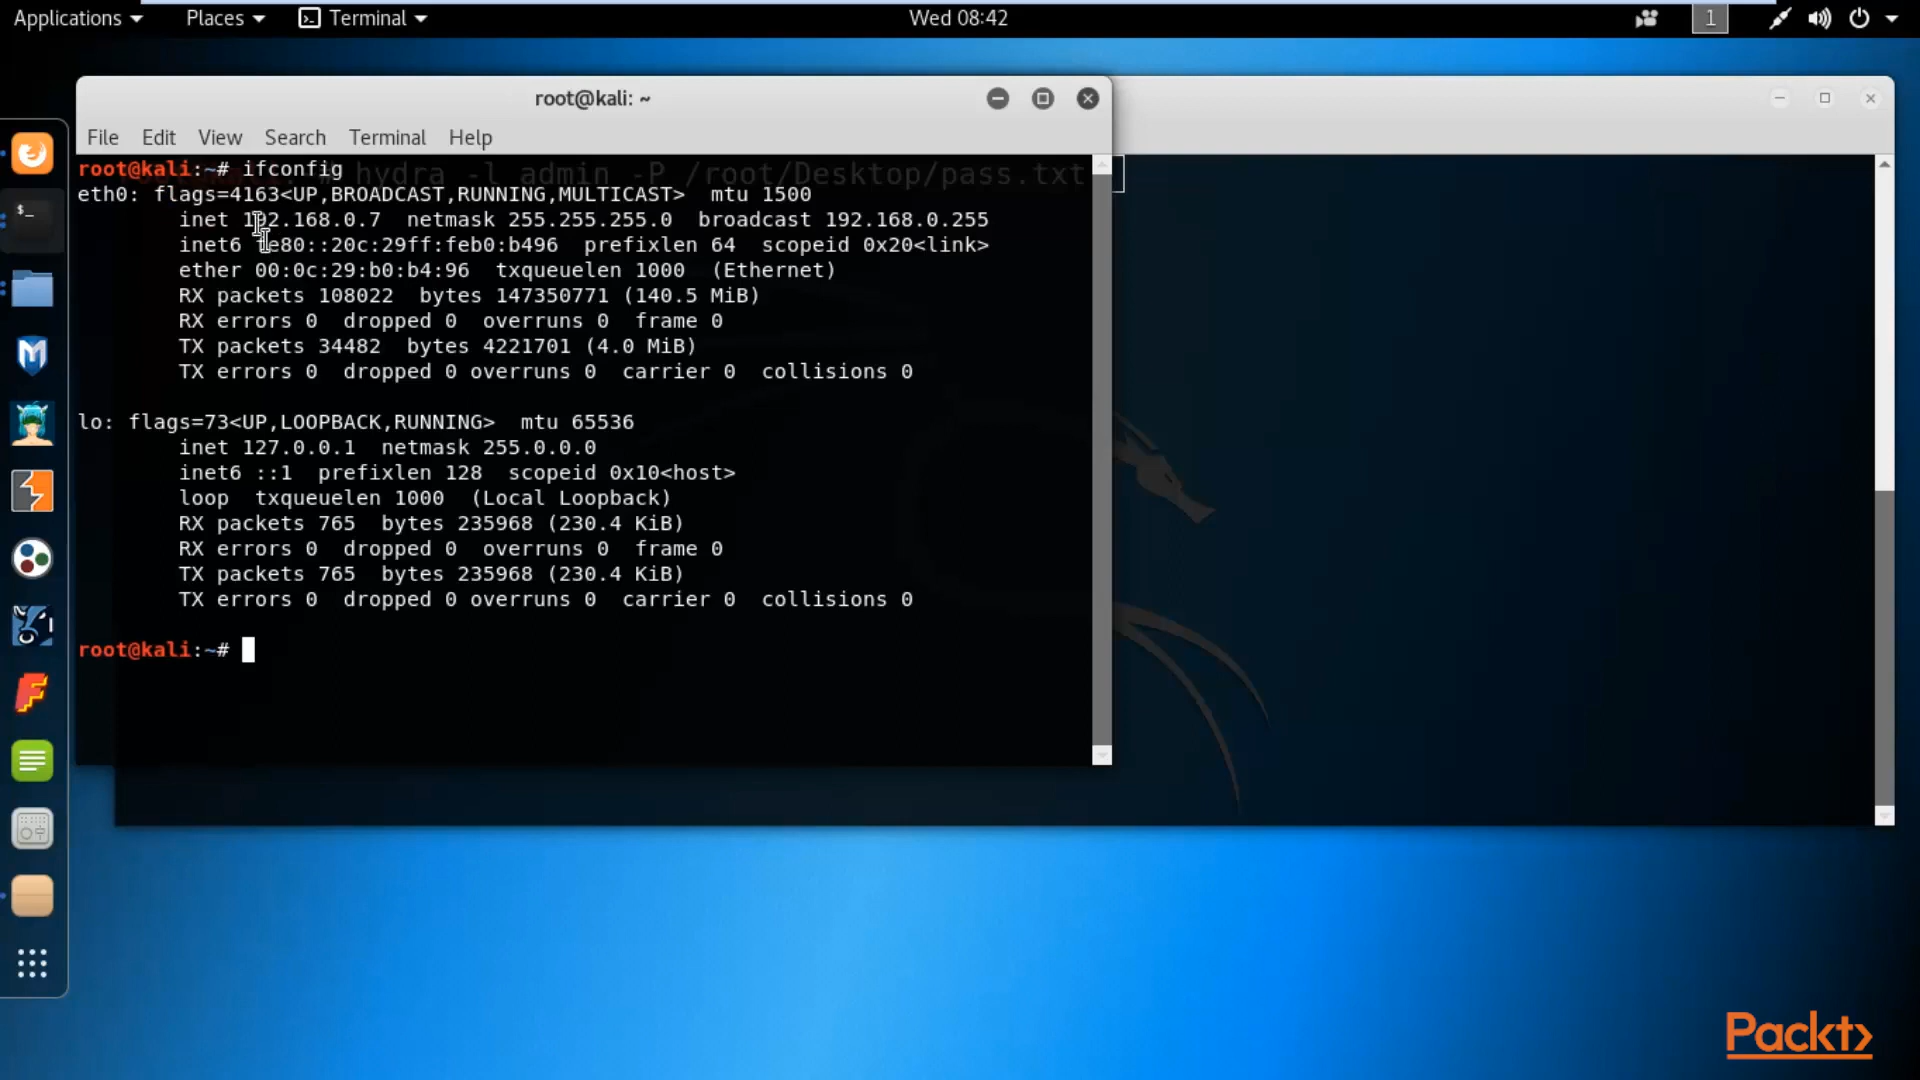 Applications Places Terminal Wed 08:42 1
root@kali: ~
File Edit View Search Terminal Help
root@kali:~# ifconfig
hydra -l admin -P /root/Desktop/pass.txt
eth0: flags=4163<UP,BROADCAST,RUNNING,MULTICAST>  mtu 1500
inet 192.168.0.7  netmask 255.255.255.0  broadcast 192.168.0.255
inet6 fe80::20c:29ff:feb0:b496  prefixlen 64  scopeid 0x20<link>
ether 00:0c:29:b0:b4:96  txqueuelen 1000  (Ethernet)
RX packets 108022  bytes 147350771 (140.5 MiB)
RX errors 0  dropped 0  overruns 0  frame 0
TX packets 34482  bytes 4221701 (4.0 MiB)
TX errors 0  dropped 0 overruns 0  carrier 0  collisions 0
lo: flags=73<UP,LOOPBACK,RUNNING>  mtu 65536
inet 127.0.0.1  netmask 255.0.0.0
inet6 ::1  prefixlen 128  scopeid 0x10<host>
loop  txqueuelen 1000  (Local Loopback)
RX packets 765  bytes 235968 (230.4 KiB)
RX errors 0  dropped 0  overruns 0  frame 0
TX packets 765  bytes 235968 (230.4 KiB)
TX errors 0  dropped 0 overruns 0  carrier 0  collisions 0
root@kali:~#
Packt>